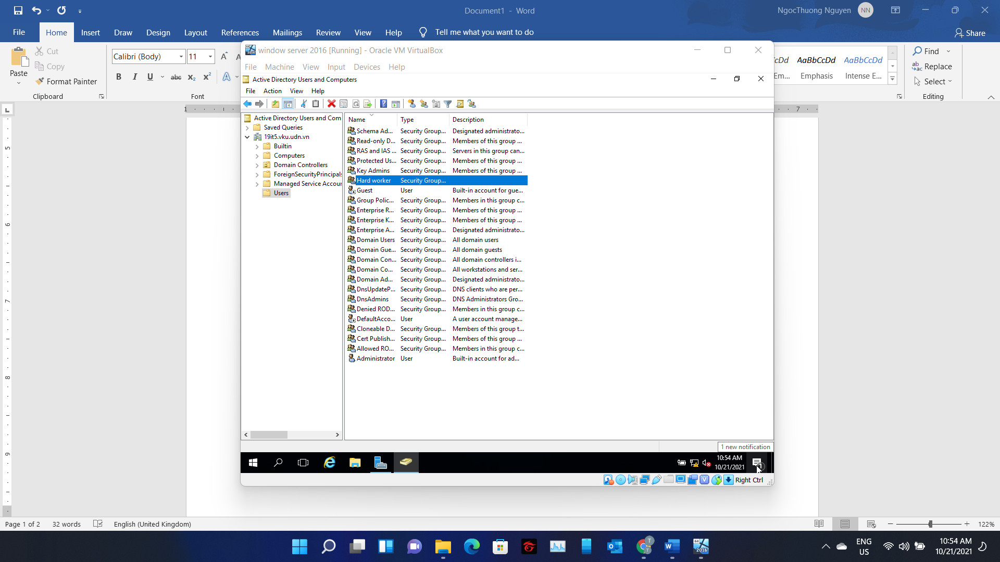 Document1 - Word
NgocThuong Nguyen
NN
File Home Insert Draw Design Layout References Mailings Review View Help Tell me what you want to do
Share
Paste
Cut
Copy
Format Painter
Clipboard
Calibri (Body) 11
B I U abc x₂ x² A
Font
AaBbCcDd AaBbCcDd
Em... Emphasis Intense E...
Find
Replace
Select
Editing
window server 2016 [Running] - Oracle VM VirtualBox
File Machine View Input Devices Help
Active Directory Users and Computers
File Action View Help
Active Directory Users and Com
Saved Queries
19it5.vku.udn.vn
Builtin
Computers
Domain Controllers
ForeignSecurityPrincipal
Managed Service Accou
Users
Name Type Description
Schema Ad... Security Group... Designated administrato...
Read-only D... Security Group... Members of this group ...
RAS and IAS ... Security Group... Servers in this group can...
Protected Us... Security Group... Members of this group ...
Key Admins Security Group... Members of this group ...
Hard worker Security Group...
Guest User Built-in account for gue...
Group Polic... Security Group... Members in this group c...
Enterprise R... Security Group... Members of this group ...
Enterprise K... Security Group... Members of this group ...
Enterprise A... Security Group... Designated administrato...
Domain Users Security Group... All domain users
Domain Gue... Security Group... All domain guests
Domain Con... Security Group... All domain controllers i...
Domain Co... Security Group... All workstations and ser...
Domain Ad... Security Group... Designated administrato...
DnsUpdateP... Security Group... DNS clients who are per...
DnsAdmins Security Group... DNS Administrators Gro...
Denied ROD... Security Group... Members in this group c...
DefaultAcco... User A user account manage...
Cloneable D... Security Group... Members of this group t...
Cert Publish... Security Group... Members of this group ...
Allowed RO... Security Group... Members in this group c...
Administrator User Built-in account for ad...
1 new notification
10:54 AM
10/21/2021
1
Right Ctrl
1
7
5
6
7
8
9
Page 1 of 2 32 words English (United Kingdom)
122%
64
2016
ENG
US
10:54 AM
10/21/2021